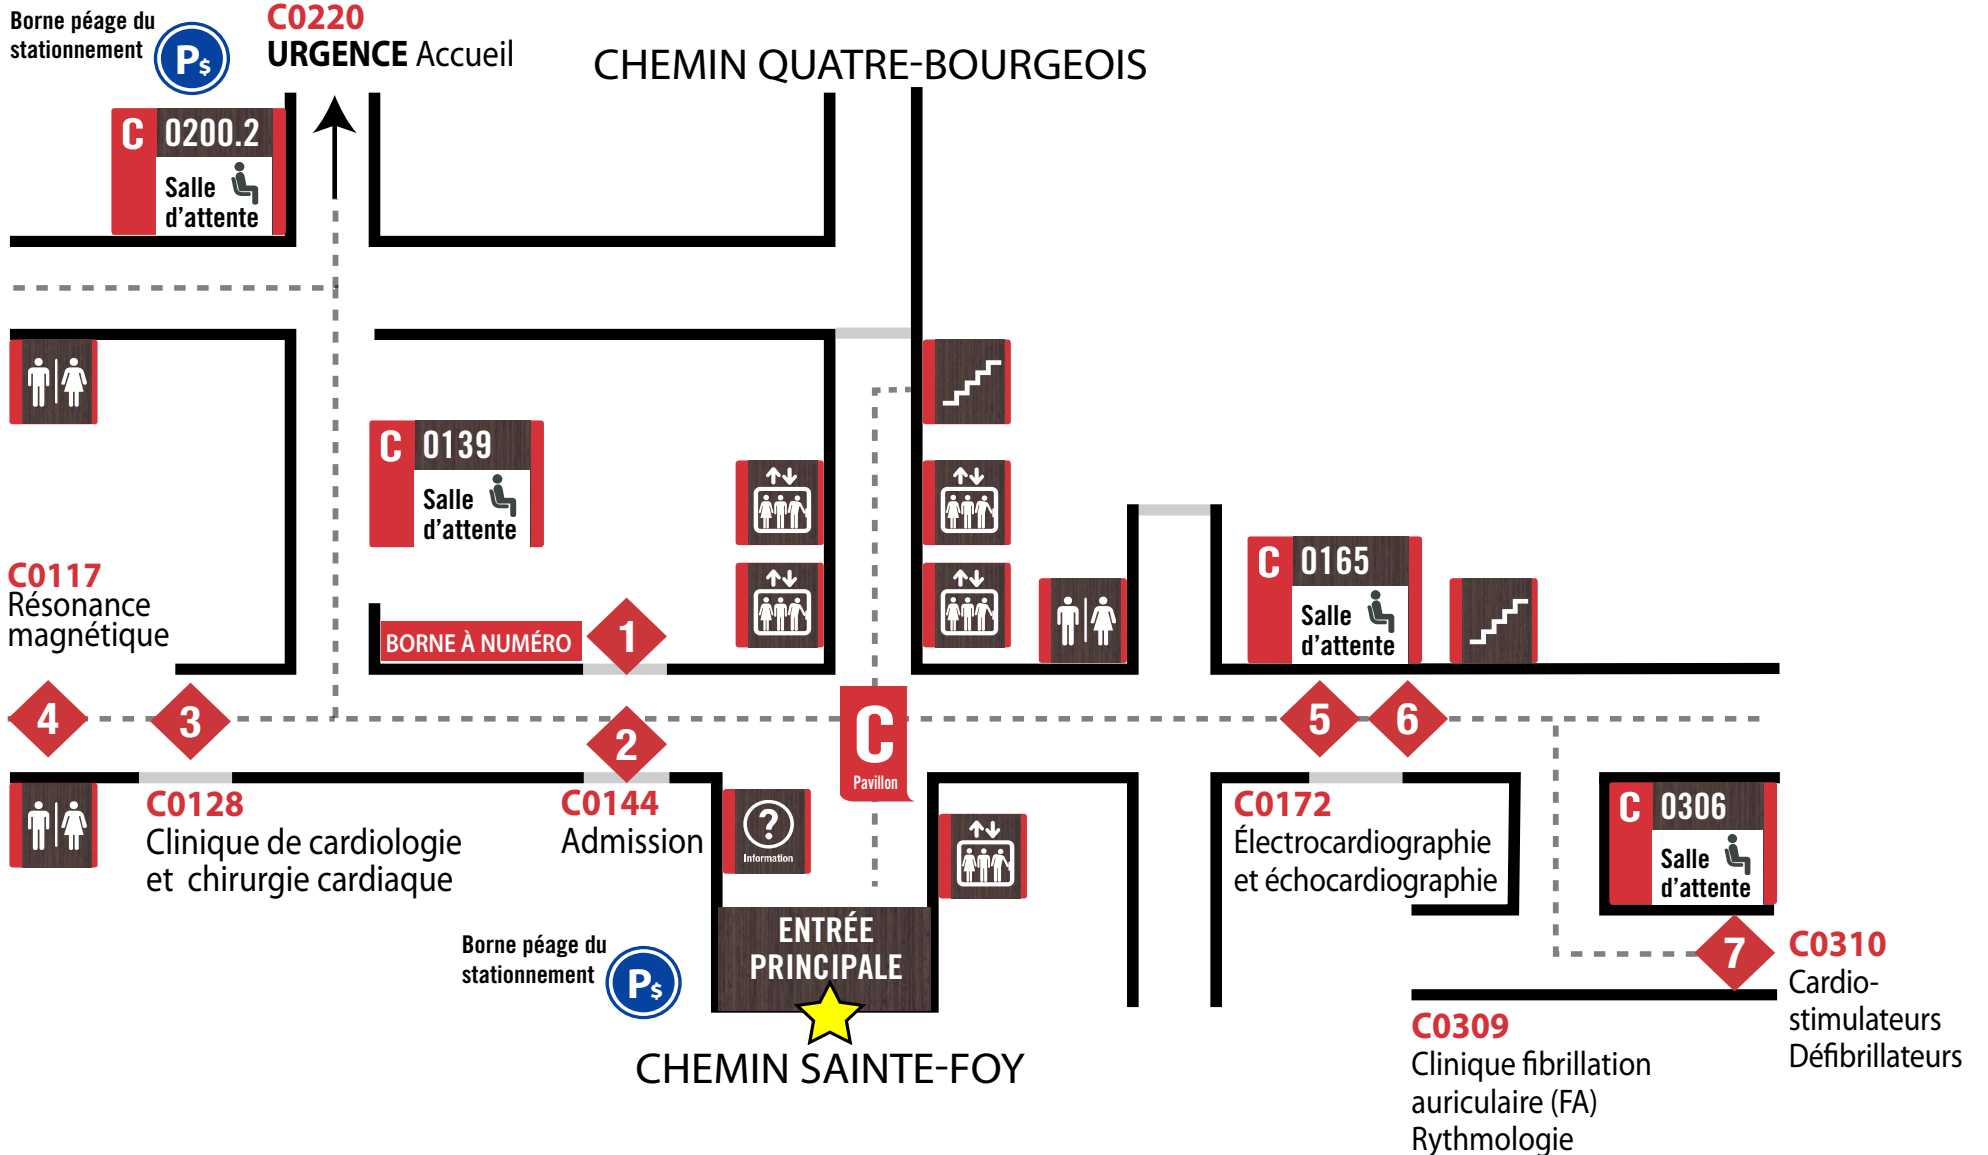 Borne péage du
stationnement
P$
C0220
URGENCE Accueil
CHEMIN QUATRE-BOURGEOIS
C 0200.2
Salle
d'attente
C 0139
Salle
d'attente
C0117
Résonance
magnétique
BORNE À NUMÉRO
1
C 0165
Salle
d'attente
4
3
2
C
Pavillon
5
6
C0128
Clinique de cardiologie
et chirurgie cardiaque
C0144
Admission
?
Information
C0172
Électrocardiographie
et échocardiographie
C 0306
Salle
d'attente
Borne péage du
stationnement
P$
ENTRÉE
PRINCIPALE
CHEMIN SAINTE-FOY
7
C0310
Cardio-
stimulateurs
Défibrillateurs
C0309
Clinique fibrillation
auriculaire (FA)
Rythmologie